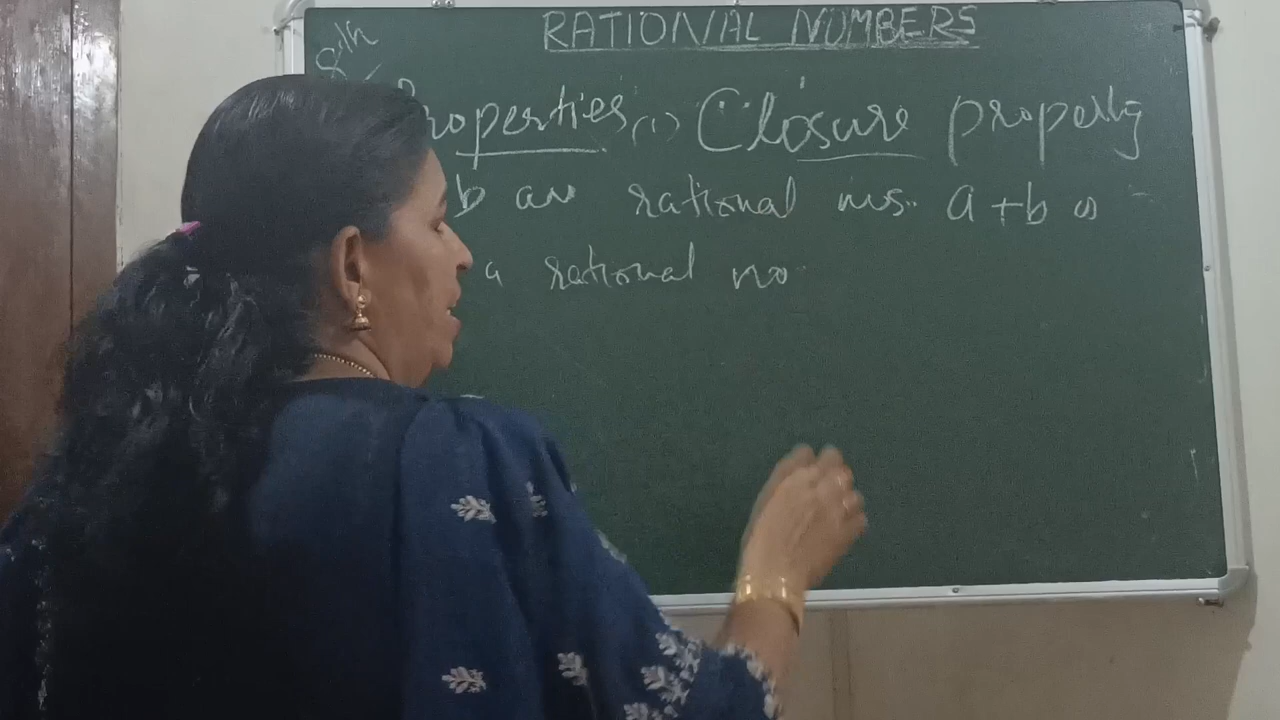 RATIONAL NUMBERS
8th
Properties (1) Closure property
b are rational nos. a + b is
a rational no